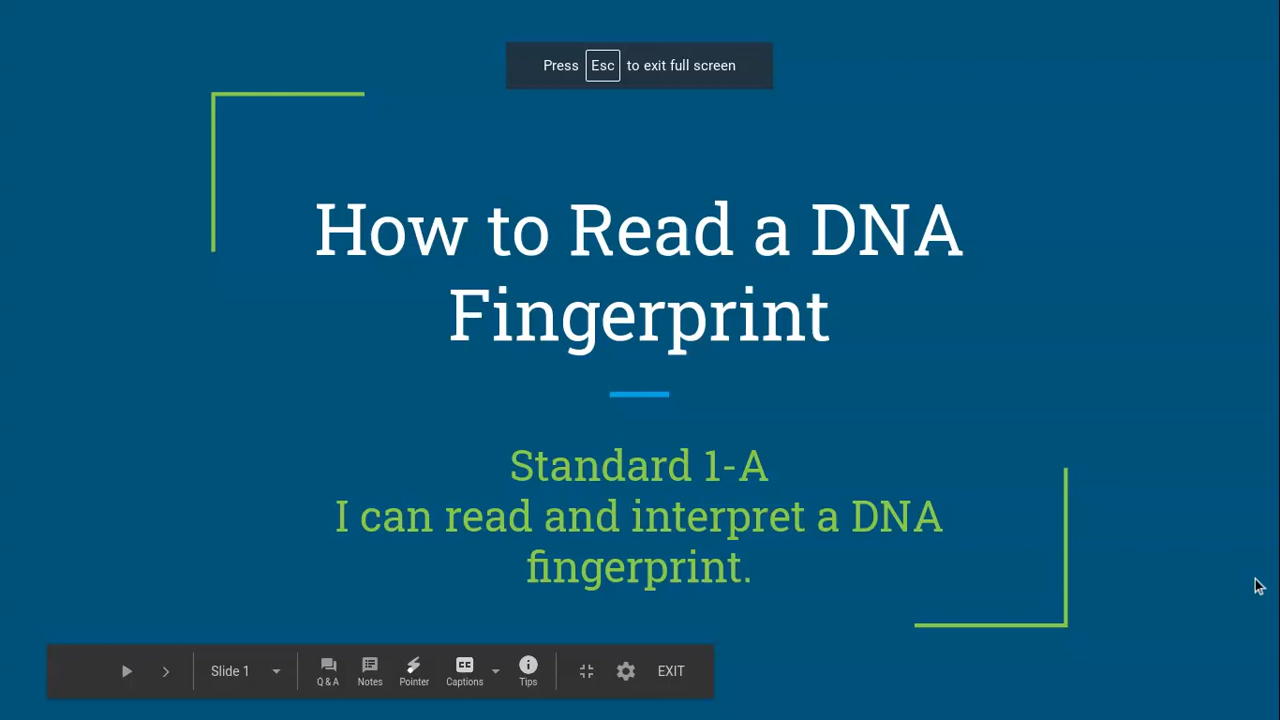 Press Esc to exit full screen
How to Read a DNA
Fingerprint
Standard 1-A
I can read and interpret a DNA
fingerprint.
Slide 1
Q & A
Notes
Pointer
CC
Captions
Tips
EXIT